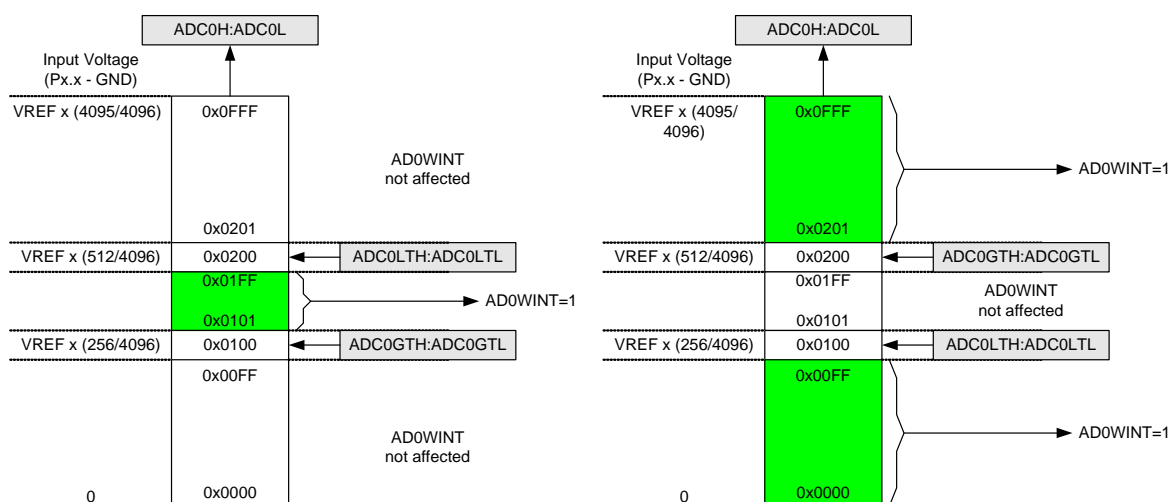 ADC0H:ADC0L
Input Voltage
(Px.x - GND)
VREF x (4095/4096)
0x0FFF
AD0WINT
not affected
0x0201
VREF x (512/4096)
0x0200
ADC0LTH:ADC0LTL
0x01FF
AD0WINT=1
0x0101
VREF x (256/4096)
0x0100
ADC0GTH:ADC0GTL
0x00FF
AD0WINT
not affected
0
0x0000
ADC0H:ADC0L
Input Voltage
(Px.x - GND)
VREF x (4095/
4096)
0x0FFF
AD0WINT=1
0x0201
VREF x (512/4096)
0x0200
ADC0GTH:ADC0GTL
0x01FF
AD0WINT
not affected
0x0101
VREF x (256/4096)
0x0100
ADC0LTH:ADC0LTL
0x00FF
AD0WINT=1
0
0x0000